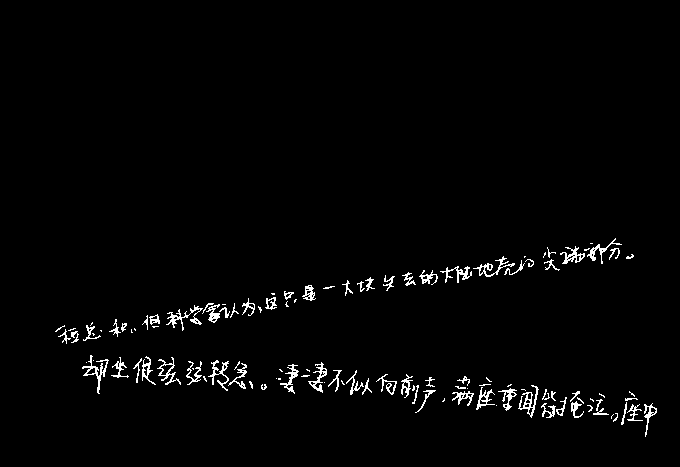 积总和。但科学家认为,这只是一大块失去的大陆地壳的尖端部分。
却坐促弦弦转急。凄凄不似向前声,满座重闻皆掩泣。座中